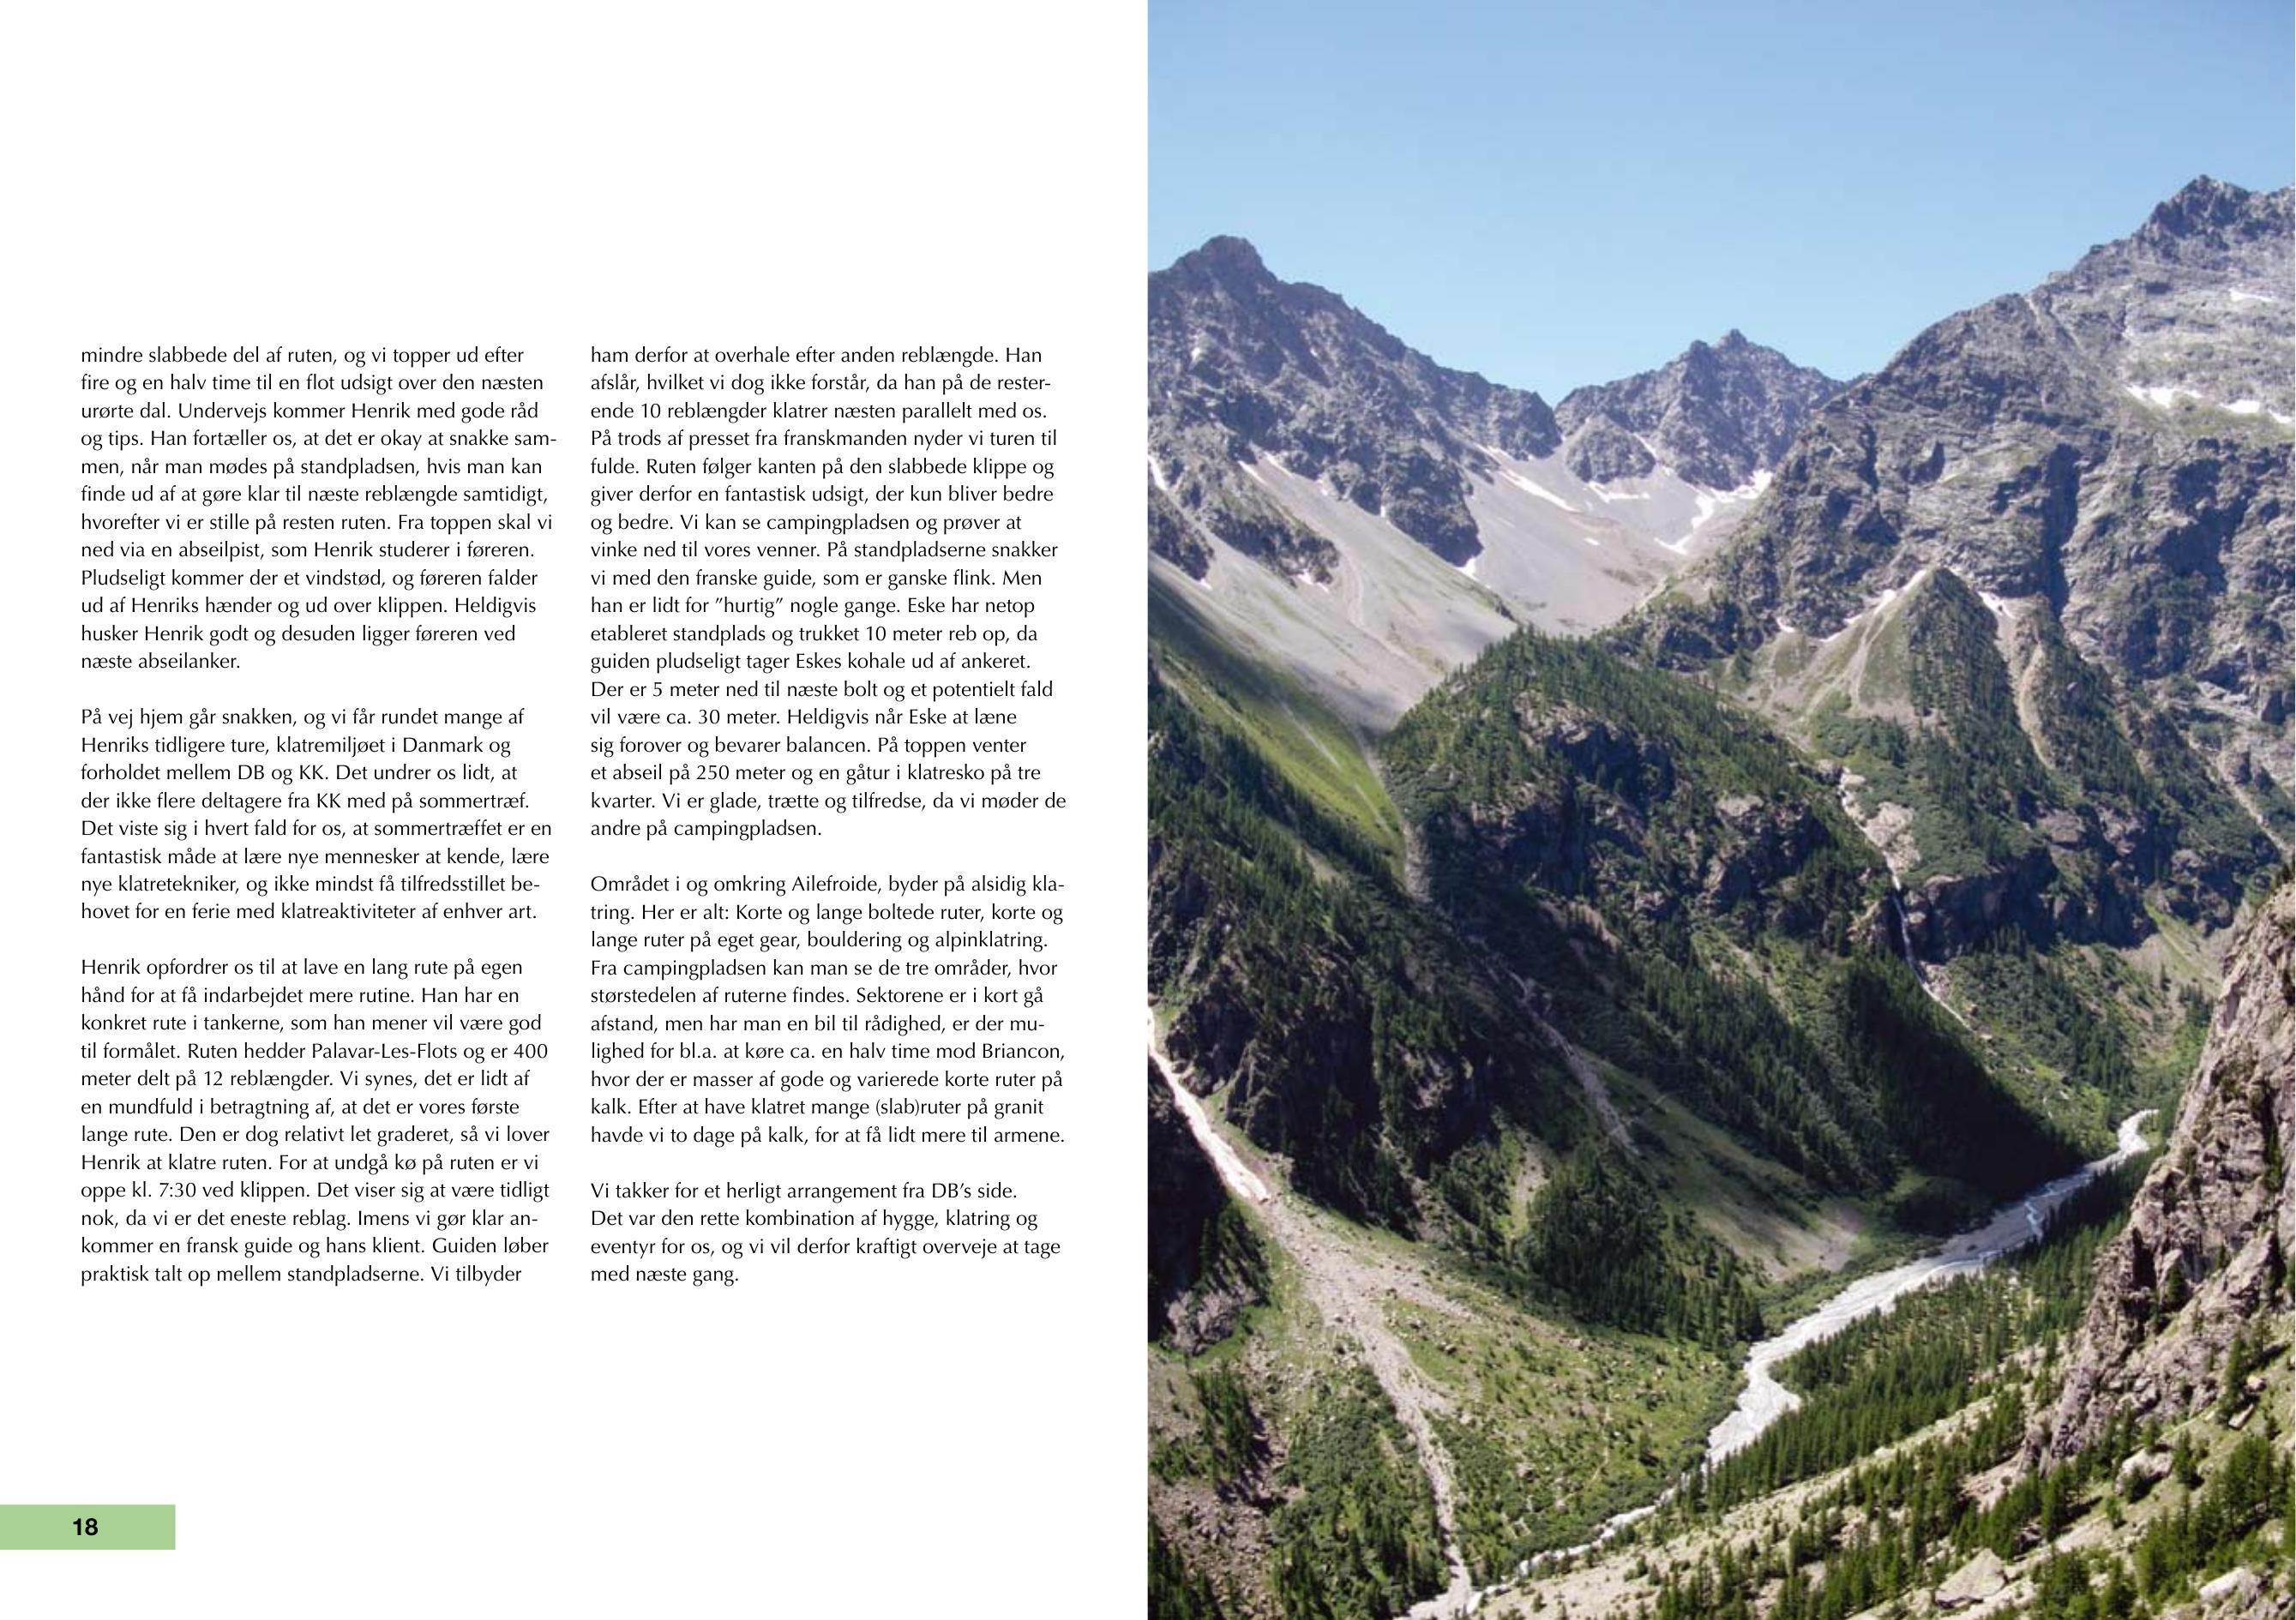 mindre slabbede del af ruten, og vi topper ud efter
fire og en halv time til en flot udsigt over den næsten
urørte dal. Undervejs kommer Henrik med gode råd
og tips. Han fortæller os, at det er okay at snakke sam-
men, når man mødes på standpladsen, hvis man kan
finde ud af at gøre klar til næste reblængde samtidigt,
hvorefter vi er stille på resten ruten. Fra toppen skal vi
ned via en abseilpist, som Henrik studerer i føreren.
Pludseligt kommer der et vindstød, og føreren falder
ud af Henriks hænder og ud over klippen. Heldigvis
husker Henrik godt og desuden ligger føreren ved
næste abseilanker.
På vej hjem går snakken, og vi får rundet mange af
Henriks tidligere ture, klatremiljøet i Danmark og
forholdet mellem DB og KK. Det undrer os lidt, at
der ikke flere deltagere fra KK med på sommertræf.
Det viste sig i hvert fald for os, at sommertræffet er en
fantastisk måde at lære nye mennesker at kende, lære
nye klatretekniker, og ikke mindst få tilfredsstillet be-
hovet for en ferie med klatreaktiviteter af enhver art.
Henrik opfordrer os til at lave en lang rute på egen
hånd for at få indarbejdet mere rutine. Han har en
konkret rute i tankerne, som han mener vil være god
til formålet. Ruten hedder Palavar-Les-Flots og er 400
meter delt på 12 reblængder. Vi synes, det er lidt af
en mundfuld i betragtning af, at det er vores første
lange rute. Den er dog relativt let graderet, så vi lover
Henrik at klatre ruten. For at undgå kø på ruten er vi
oppe kl. 7:30 ved klippen. Det viser sig at være tidligt
nok, da vi er det eneste reblag. Imens vi gør klar an-
kommer en fransk guide og hans klient. Guiden løber
praktisk talt op mellem standpladserne. Vi tilbyder
ham derfor at overhale efter anden reblængde. Han
afslår, hvilket vi dog ikke forstår, da han på de rester-
ende 10 reblængder klatrer næsten parallelt med os.
På trods af presset fra franskmanden nyder vi turen til
fulde. Ruten følger kanten på den slabbede klippe og
giver derfor en fantastisk udsigt, der kun bliver bedre
og bedre. Vi kan se campingpladsen og prøver at
vinke ned til vores venner. På standpladserne snakker
vi med den franske guide, som er ganske flink. Men
han er lidt for ”hurtig” nogle gange. Eske har netop
etableret standplads og trukket 10 meter reb op, da
guiden pludseligt tager Eskes kohale ud af ankeret.
Der er 5 meter ned til næste bolt og et potentielt fald
vil være ca. 30 meter. Heldigvis når Eske at læne
sig forover og bevarer balancen. På toppen venter
et abseil på 250 meter og en gåtur i klatresko på tre
kvarter. Vi er glade, trætte og tilfredse, da vi møder de
andre på campingpladsen.
Området i og omkring Ailefroide, byder på alsidig kla-
tring. Her er alt: Korte og lange boltede ruter, korte og
lange ruter på eget gear, bouldering og alpinklatring.
Fra campingpladsen kan man se de tre områder, hvor
størstedelen af ruterne findes. Sektorene er i kort gå
afstand, men har man en bil til rådighed, er der mu-
lighed for bl.a. at køre ca. en halv time mod Briancon,
hvor der er masser af gode og varierede korte ruter på
kalk. Efter at have klatret mange (slab)ruter på granit
havde vi to dage på kalk, for at få lidt mere til armene.
Vi takker for et herligt arrangement fra DB’s side.
Det var den rette kombination af hygge, klatring og
eventyr for os, og vi vil derfor kraftigt overveje at tage
med næste gang.
18